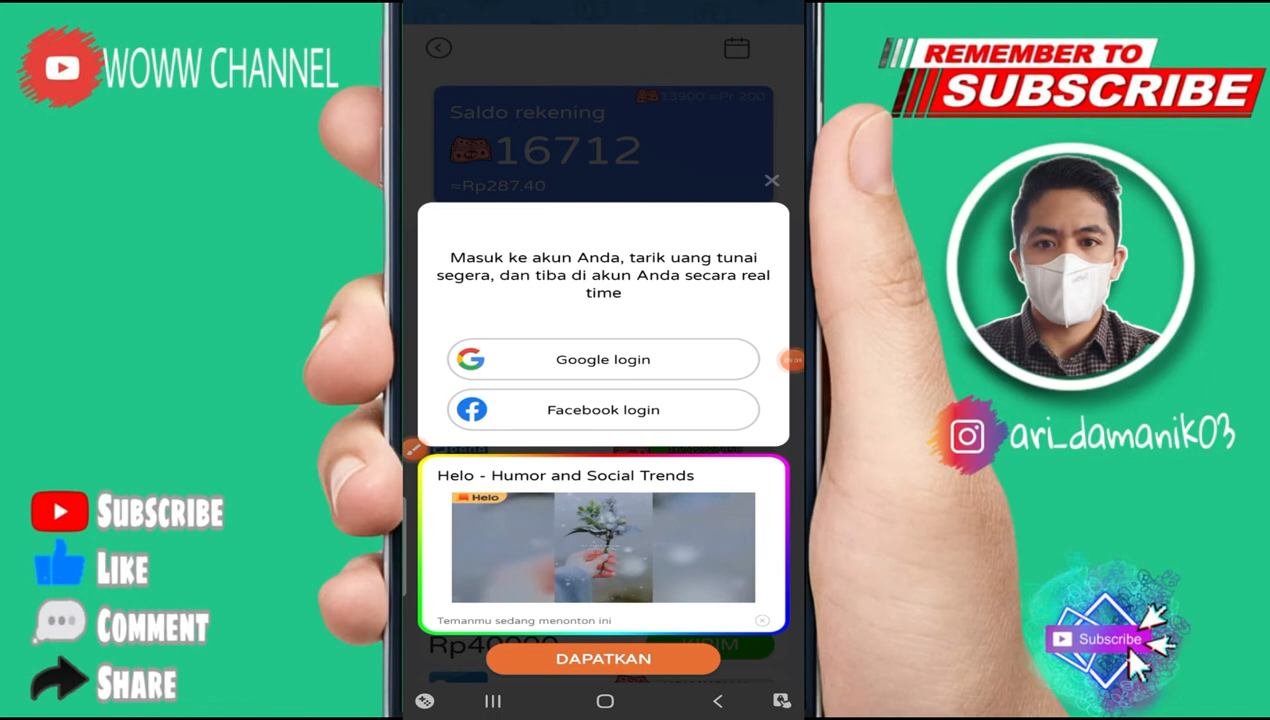 WOWW CHANNEL
REMEMBER TO
SUBSCRIBE
Saldo rekening
16712
≈Rp287.40
Masuk ke akun Anda, tarik uang tunai
segera, dan tiba di akun Anda secara real
time
Google login
Facebook login
Helo - Humor and Social Trends
Helo
Temanmu sedang menonton ini
DAPATKAN
KIRIM
ari_damanik03
SUBSCRIBE
LIKE
COMMENT
SHARE
Subscribe